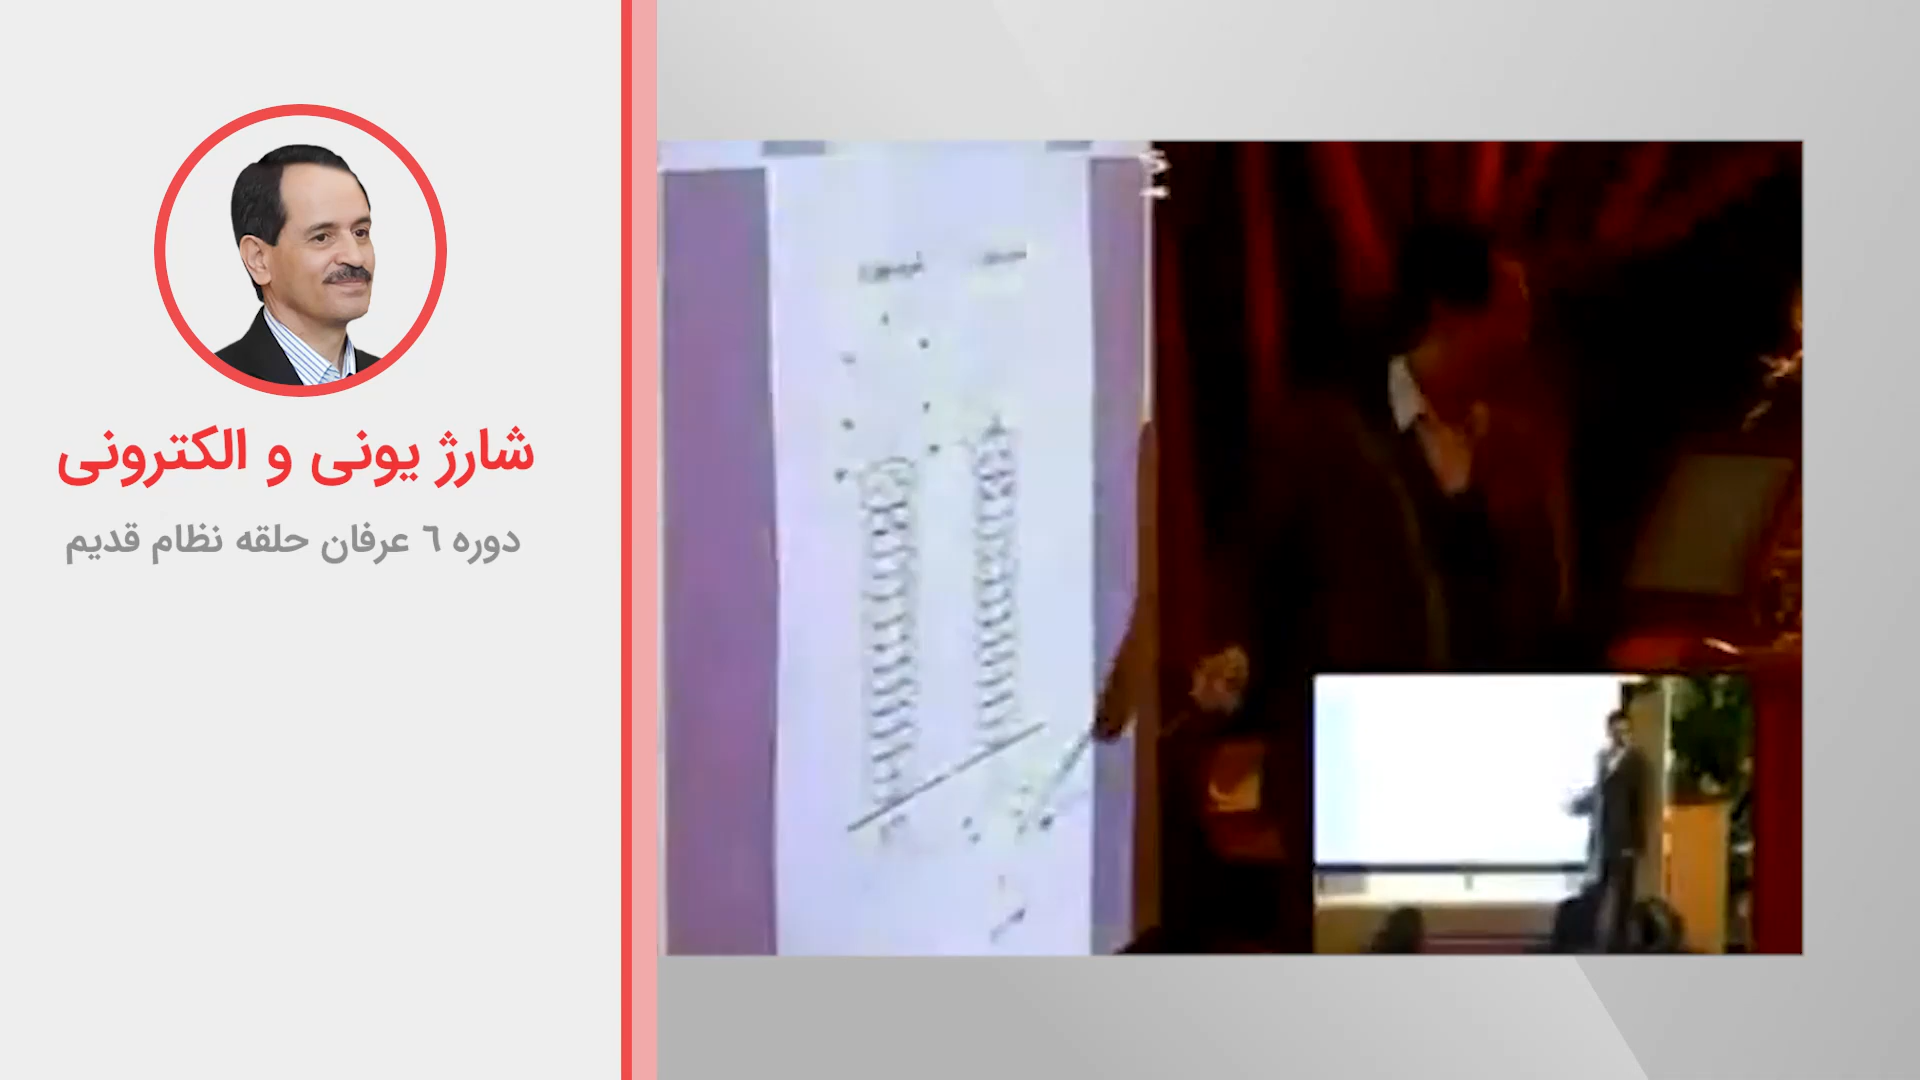 شارژ یونی و الکترونی
دوره ٦ عرفان حلقه نظام قدیم